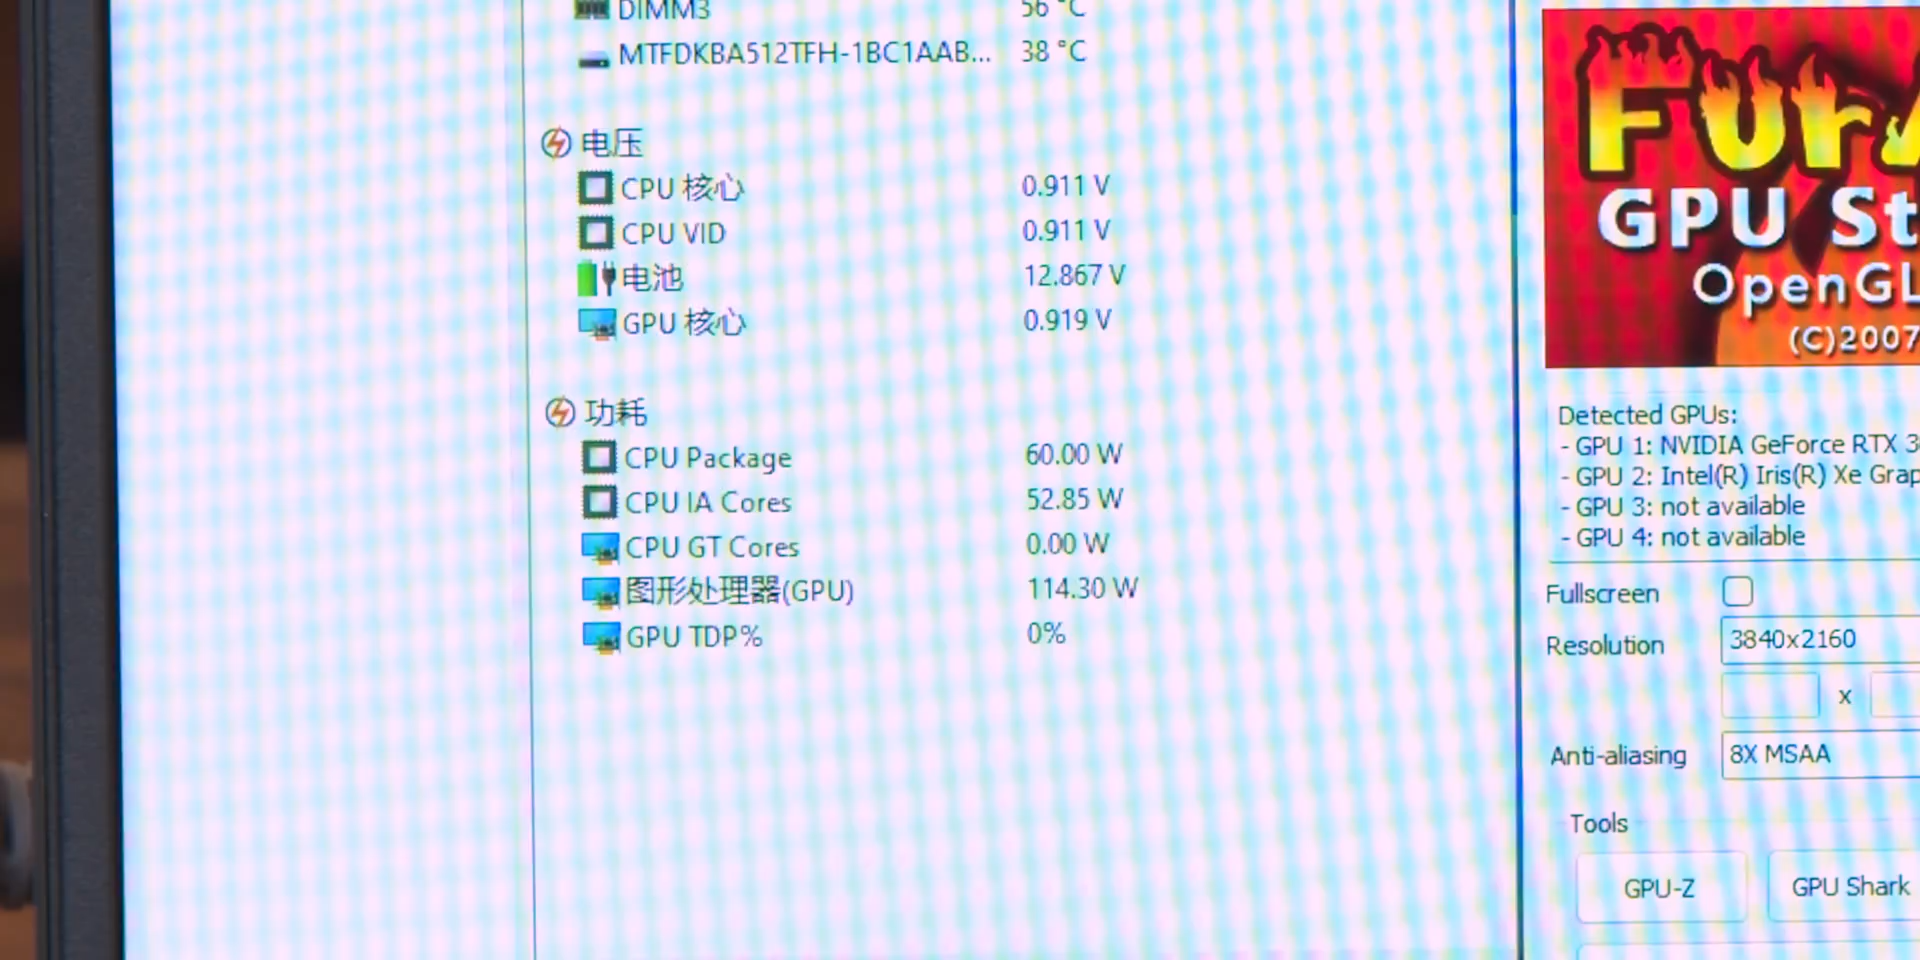 DIMM3 56 °C
MTFDKBA512TFH-1BC1AAB... 38 °C
电压
CPU 核心 0.911 V
CPU VID 0.911 V
电池 12.867 V
GPU 核心 0.919 V
功耗
CPU Package 60.00 W
CPU IA Cores 52.85 W
CPU GT Cores 0.00 W
图形处理器(GPU) 114.30 W
GPU TDP% 0%
Fur
GPU St
OpenGL
(C)2007
Detected GPUs:
- GPU 1: NVIDIA GeForce RTX 3
- GPU 2: Intel(R) Iris(R) Xe Grap
- GPU 3: not available
- GPU 4: not available
Fullscreen
Resolution 3840x2160
x
Anti-aliasing 8X MSAA
Tools
GPU-Z GPU Shark